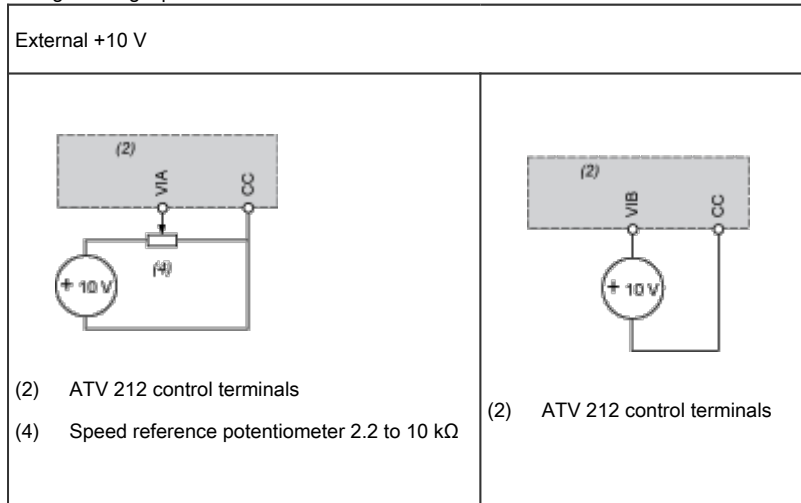 External +10 V
(2)
VIA
CC
(4)
+ 10 V
(2) ATV 212 control terminals
(4) Speed reference potentiometer 2.2 to 10 kΩ
(2)
VIB
CC
+ 10 V
(2) ATV 212 control terminals